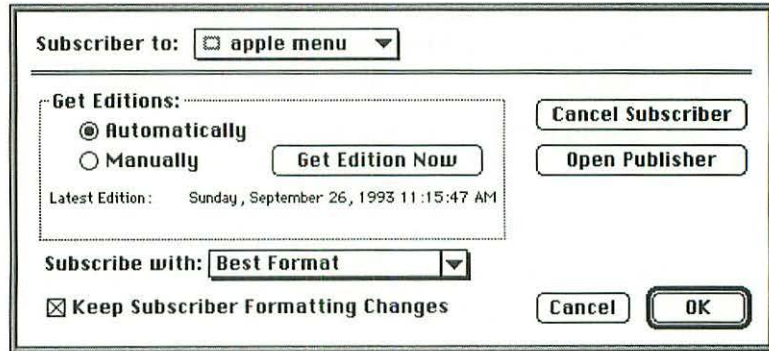 Subscriber to: apple menu
Get Editions:
Automatically
Manually
Get Edition Now
Latest Edition: Sunday, September 26, 1993 11:15:47 AM
Cancel Subscriber
Open Publisher
Subscribe with: Best Format
Keep Subscriber Formatting Changes
Cancel
OK